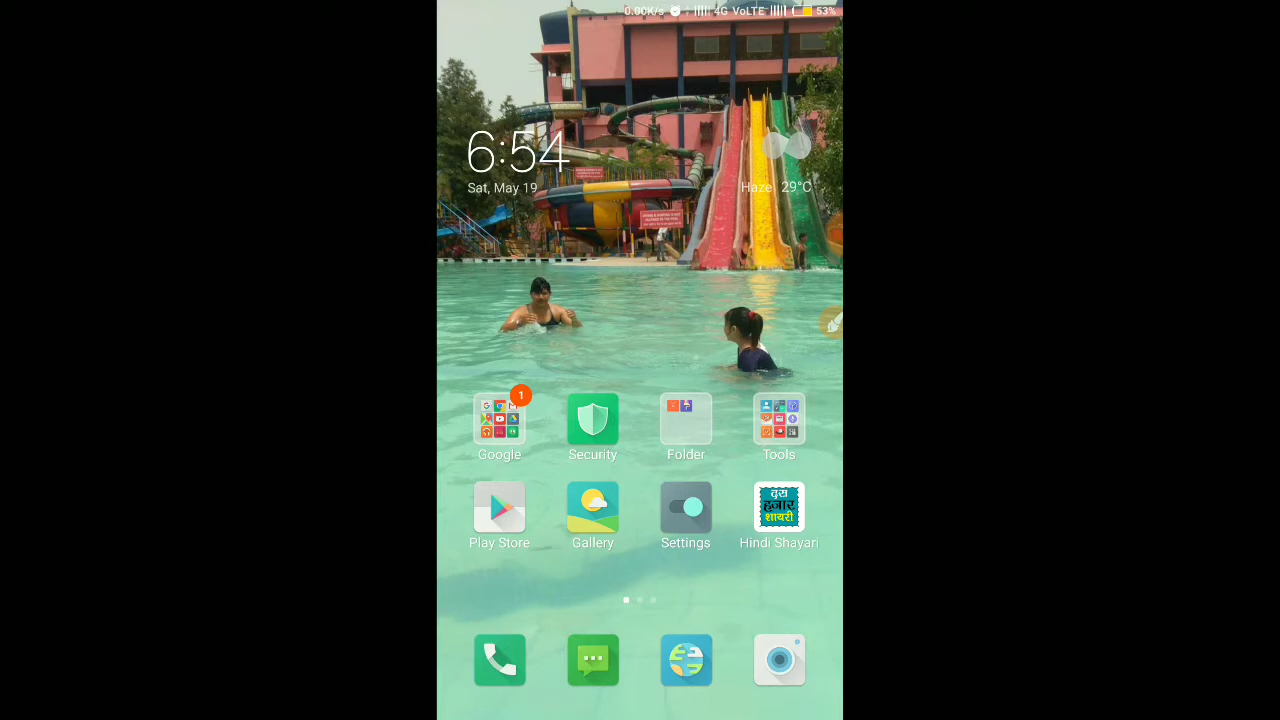 0.00K/s 4G VoLTE 53%
6:54
Sat, May 19
Haze 29°C
1
Google Security Folder Tools
दस
हजार
शायरी
Play Store Gallery Settings Hindi Shayari